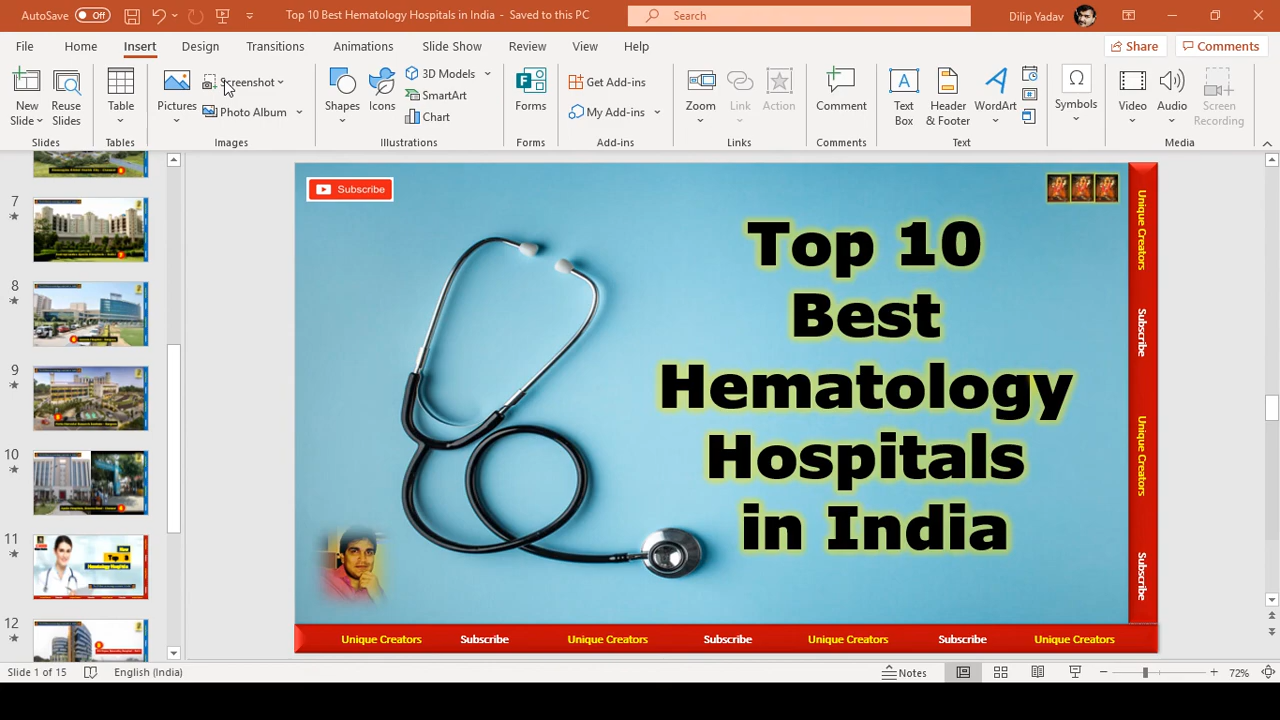 AutoSave Off
Top 10 Best Hematology Hospitals in India - Saved to this PC
Search
Dilip Yadav
File Home Insert Design Transitions Animations Slide Show Review View Help
Share Comments
New Slide
Reuse Slides
Table
Pictures
Screenshot
Photo Album
Shapes
Icons
3D Models
SmartArt
Chart
Forms
Get Add-ins
My Add-ins
Zoom
Link
Action
Comment
Text Box
Header & Footer
WordArt
Symbols
Video
Audio
Screen Recording
Slides Tables Images Illustrations Forms Add-ins Links Comments Text Media
7
8
9
10
11
Top
Hematology Hospitals
12
Subscribe
Top 10
Best
Hematology
Hospitals
in India
Unique Creators
Subscribe
Unique Creators
Subscribe
Unique Creators Subscribe Unique Creators Subscribe Unique Creators Subscribe Unique Creators
Slide 1 of 15 English (India) Notes 72%